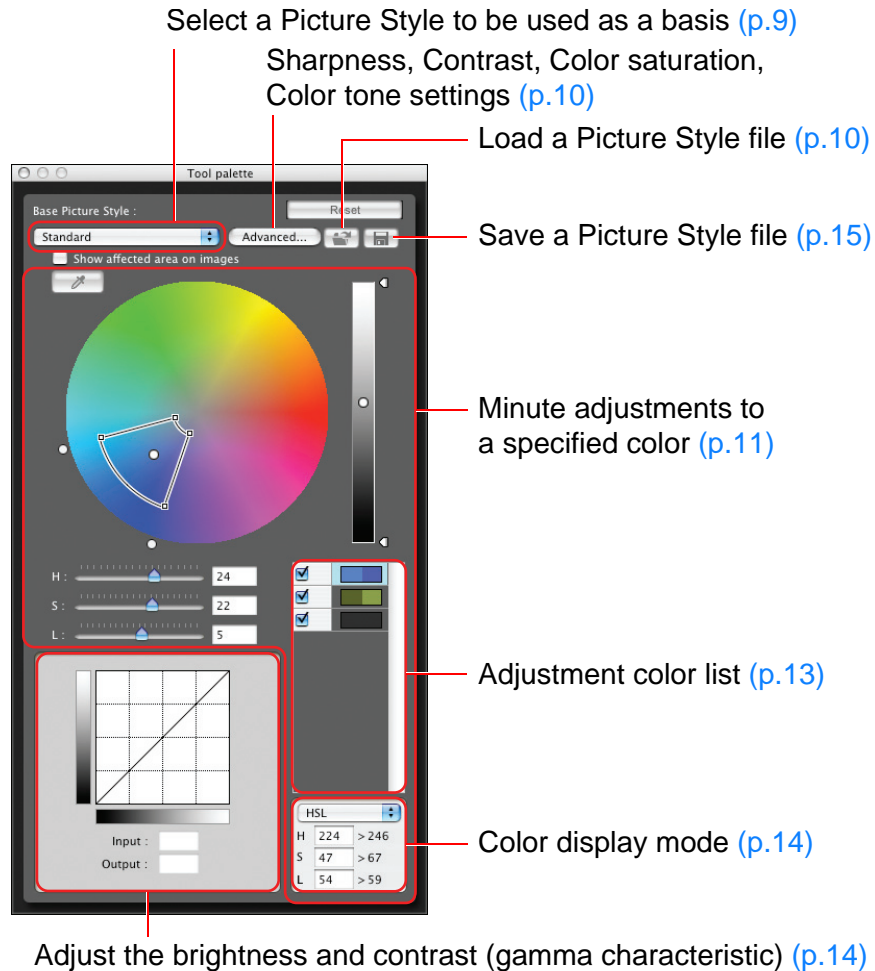 Select a Picture Style to be used as a basis (p.9)
Sharpness, Contrast, Color saturation,
Color tone settings (p.10)
Load a Picture Style file (p.10)
Tool palette
Base Picture Style :
Reset
Standard
Advanced...
Save a Picture Style file (p.15)
Show affected area on images
Minute adjustments to
a specified color (p.11)
H : 24
S : 22
L : 5
Adjustment color list (p.13)
HSL
H 224 > 246
S 47 > 67
L 54 > 59
Color display mode (p.14)
Input :
Output :
Adjust the brightness and contrast (gamma characteristic) (p.14)